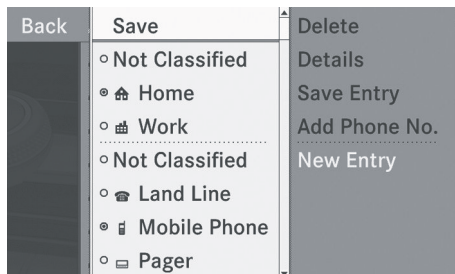 Back
Save
Not Classified
Home
Work
Not Classified
Land Line
Mobile Phone
Pager
Delete
Details
Save Entry
Add Phone No.
New Entry